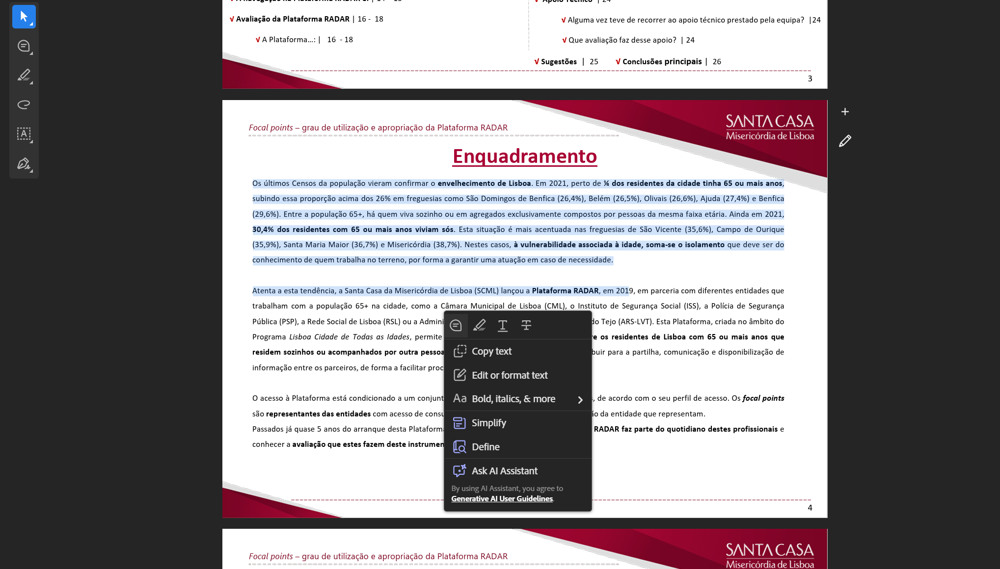 √ Avaliação da Plataforma RADAR | 16 - 18
√ A Plataforma...: | 16 - 18
√ Alguma vez teve de recorrer ao apoio técnico prestado pela equipa? |24
√ Que avaliação faz desse apoio? | 24
√ Sugestões | 25 √ Conclusões principais | 26
3
Focal points – grau de utilização e apropriação da Plataforma RADAR
SANTA CASA
Misericórdia de Lisboa
Enquadramento
Os últimos Censos da população vieram confirmar o envelhecimento de Lisboa. Em 2021, perto de ¼ dos residentes da cidade tinha 65 ou mais anos,
subindo essa proporção acima dos 26% em freguesias como São Domingos de Benfica (26,4%), Belém (26,5%), Olivais (26,6%), Ajuda (27,4%) e Benfica
(29,6%). Entre a população 65+, há quem viva sozinho ou em agregados exclusivamente compostos por pessoas da mesma faixa etária. Ainda em 2021,
30,4% dos residentes com 65 ou mais anos viviam sós. Esta situação é mais acentuada nas freguesias de São Vicente (35,6%), Campo de Ourique
(35,9%), Santa Maria Maior (36,7%) e Misericórdia (38,7%). Nestes casos, à vulnerabilidade associada à idade, soma-se o isolamento que deve ser do
conhecimento de quem trabalha no terreno, por forma a garantir uma atuação em caso de necessidade.
Atenta a esta tendência, a Santa Casa da Misericórdia de Lisboa (SCML) lançou a Plataforma RADAR, em 2019, em parceria com diferentes entidades que
trabalham com a população 65+ na cidade, como a Câmara Municipal de Lisboa (CML), o Instituto de Segurança Social (ISS), a Polícia de Segurança
Pública (PSP), a Rede Social de Lisboa (RSL) ou a Admini do Tejo (ARS-LVT). Esta Plataforma, criada no âmbito do
Programa Lisboa Cidade de Todas as Idades, permite re os residentes de Lisboa com 65 ou mais anos que
residem sozinhos ou acompanhados por outra pessoa buir para a partilha, comunicação e disponibilização de
informação entre os parceiros, de forma a facilitar proc
O acesso à Plataforma está condicionado a um conjunt , de acordo com o seu perfil de acesso. Os focal points
são representantes das entidades com acesso de consu ão da entidade que representam.
Passados já quase 5 anos do arranque desta Plataforma RADAR faz parte do quotidiano destes profissionais e
conhecer a avaliação que estes fazem deste instrumen
Copy text
Edit or format text
Aa Bold, italics, & more
Simplify
Define
Ask AI Assistant
By using AI Assistant, you agree to
Generative AI User Guidelines.
4
Focal points – grau de utilização e apropriação da Plataforma RADAR
SANTA CASA
Misericórdia de Lisboa